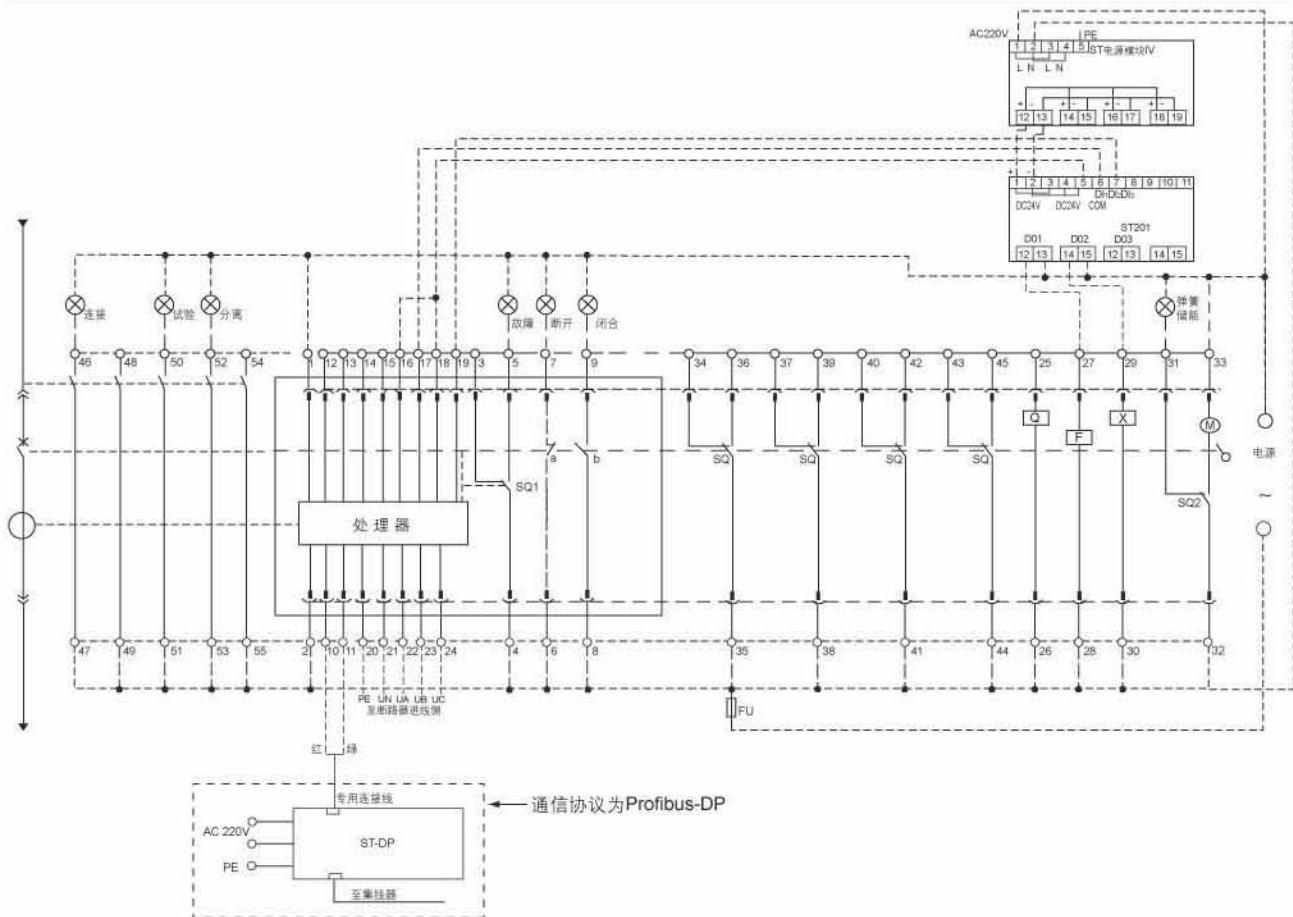 AC220V
PE
1 2 3 4 5
ST电源模块IV
L N L N
+ - + - + - + -
12 13 14 15 16 17 18 19
+ -
1 2 3 4 5 6 7 8 9 10 11
DC24V DC24V COM
ST201
D01 D02 D03
12 13 14 15 12 13 14 15
连接 试验 分离 故障 断开 闭合 弹簧
储能
46 48 50 52 54 1 12 13 14 15 16 17 18 19 3 5 7 9 34 36 37 39 40 42 43 45 25 27 29 31 33
Q F X M
a b SQ SQ SQ SQ
电源
SQ1
SQ2
~
处理器
47 49 51 53 55 2 10 11 20 21 22 23 24 4 6 8 35 38 41 44 26 28 30 32
PE UN UA UB UC
至断路器进线侧
FU
红 绿
专用连接线
通信协议为Profibus-DP
AC 220V
ST-DP
PE
至集线器